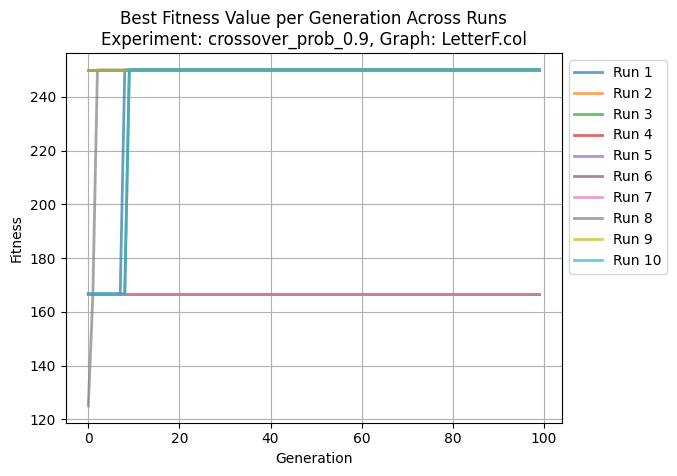 Best Fitness Value per Generation Across Runs
Experiment: crossover_prob_0.9, Graph: LetterF.col
Fitness
240
220
200
180
160
140
120
0
20
40
60
80
100
Generation
Run 1
Run 2
Run 3
Run 4
Run 5
Run 6
Run 7
Run 8
Run 9
Run 10